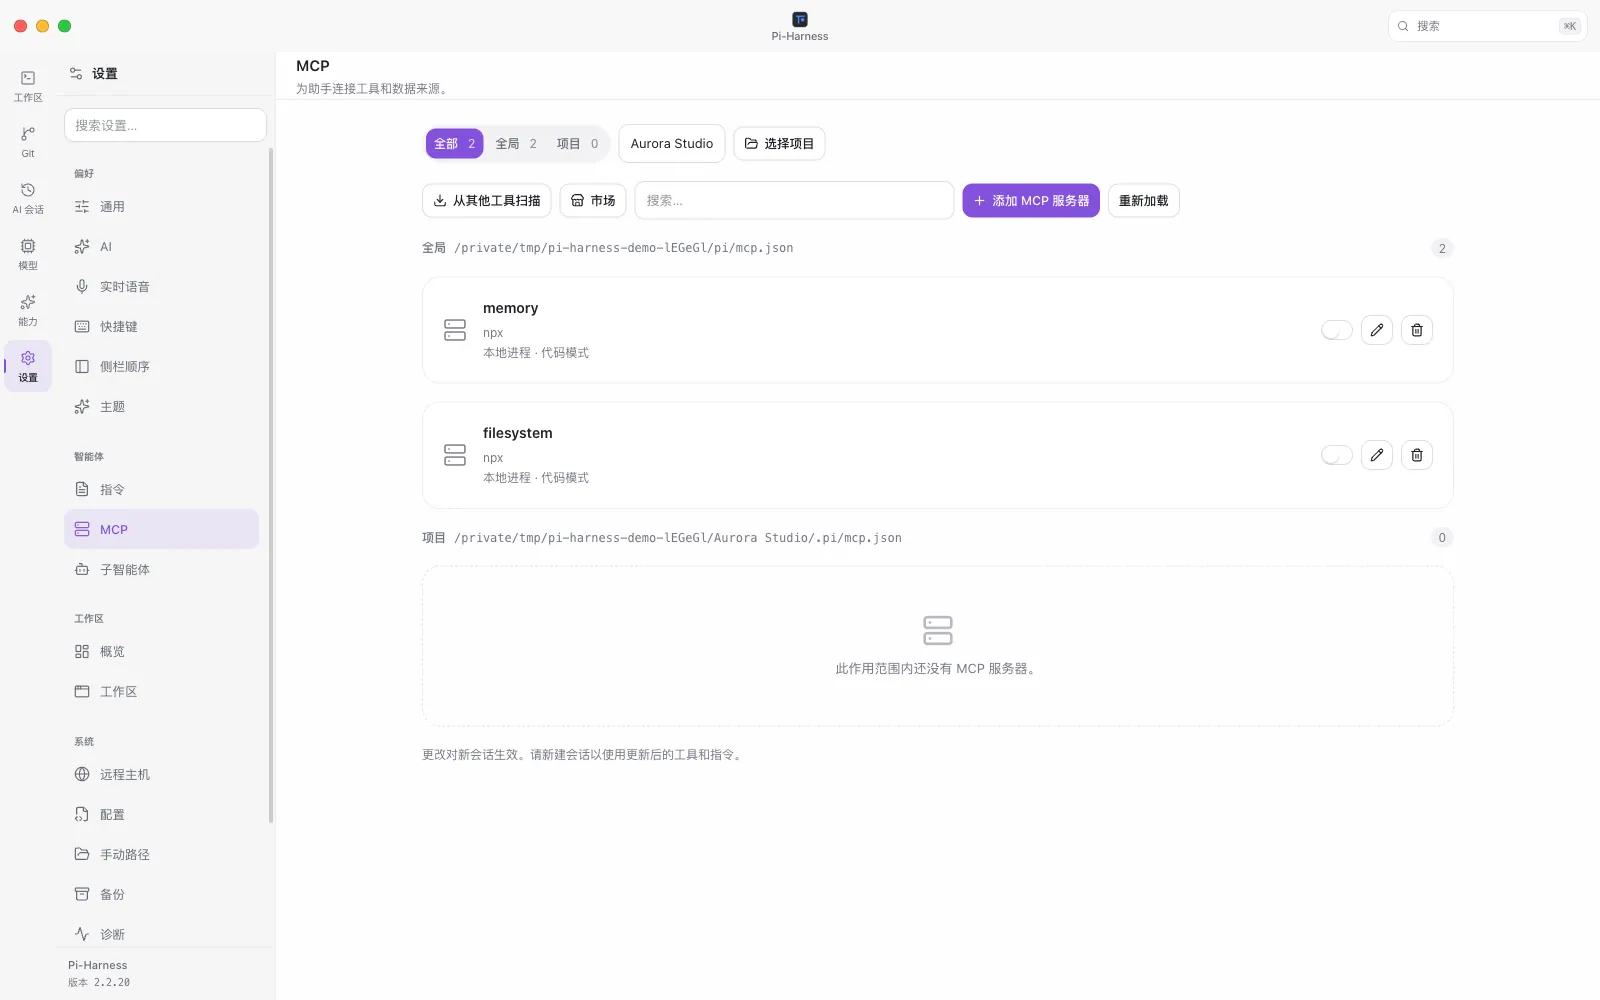 Pi-Harness
搜索
⌘K
工作区
Git
AI 会话
模型
能力
设置
设置
搜索设置...
偏好
通用
AI
实时语音
快捷键
侧栏顺序
主题
智能体
指令
MCP
子智能体
工作区
概览
工作区
系统
远程主机
配置
手动路径
备份
诊断
Pi-Harness
版本 2.2.20
MCP
为助手连接工具和数据来源。
全部 2 全局 2 项目 0 Aurora Studio 选择项目
从其他工具扫描 市场 搜索... + 添加 MCP 服务器 重新加载
全局 /private/tmp/pi-harness-demo-lEGeGl/pi/mcp.json 2
memory
npx
本地进程 · 代码模式
filesystem
npx
本地进程 · 代码模式
项目 /private/tmp/pi-harness-demo-lEGeGl/Aurora Studio/.pi/mcp.json 0
此作用范围内还没有 MCP 服务器。
更改对新会话生效。请新建会话以使用更新后的工具和指令。